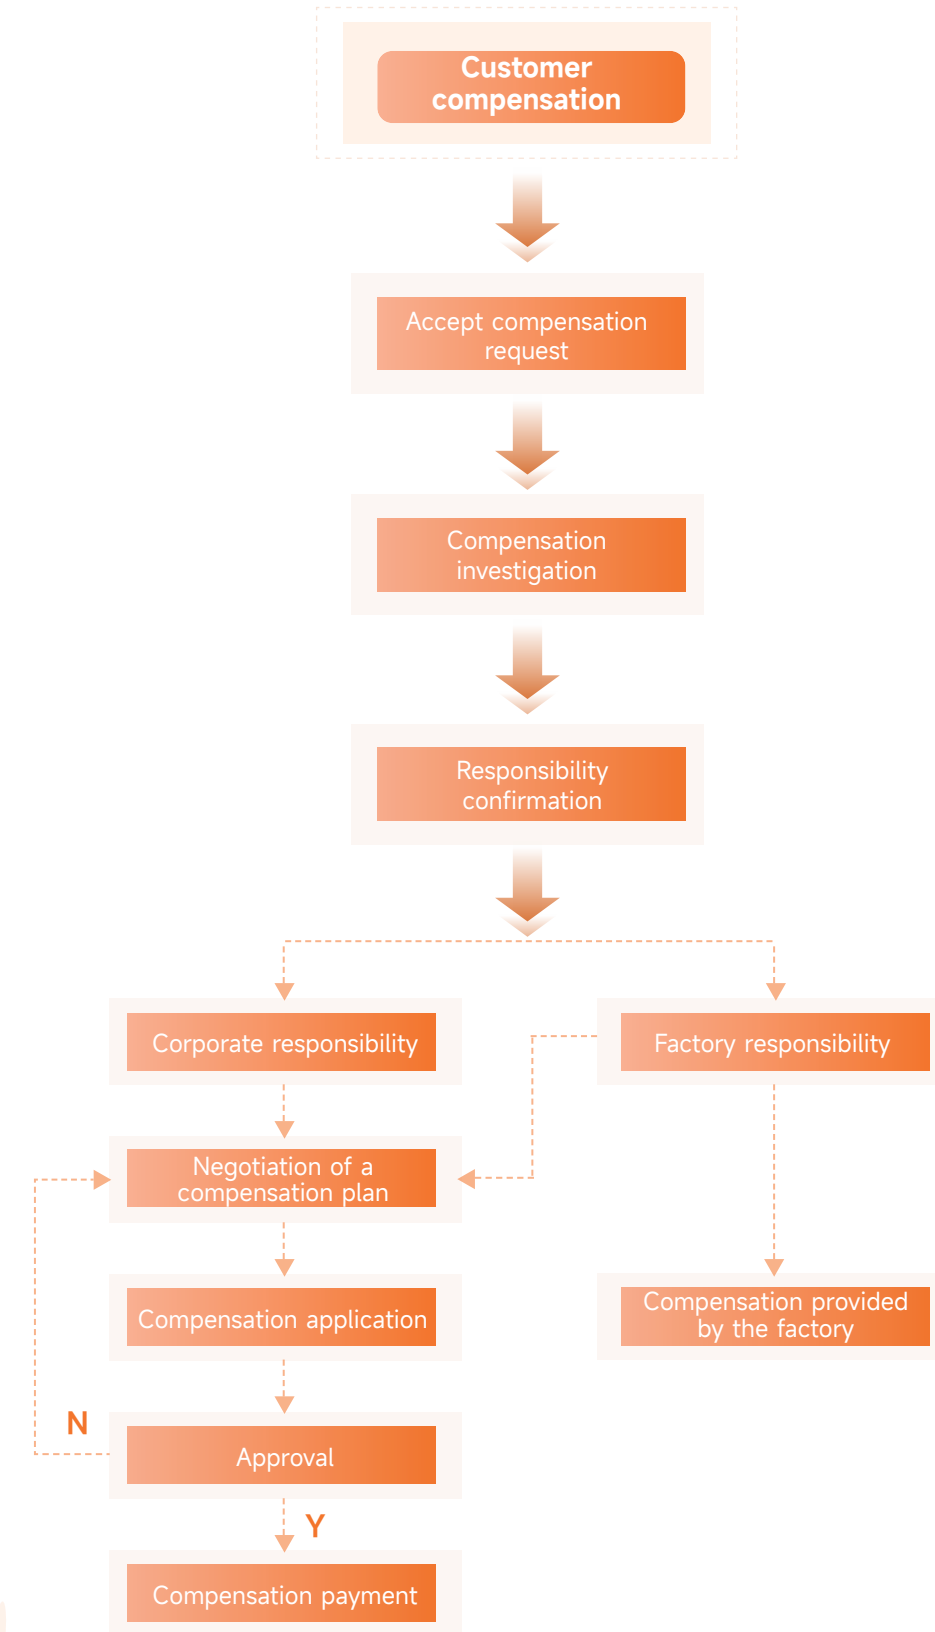 Customer
compensation
Accept compensation
request
Compensation
investigation
Responsibility
confirmation
Corporate responsibility
Factory responsibility
Negotiation of a
compensation plan
Compensation application
Compensation provided
by the factory
N
Approval
Y
Compensation payment